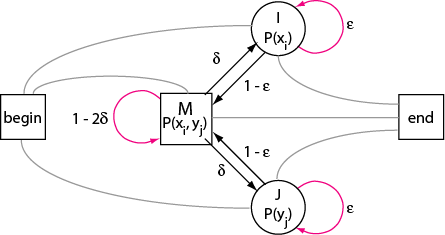 I
P(xᵢ)
ε
δ
1 - ε
begin
1 - 2δ
M
P(xᵢ, yⱼ)
end
δ
1 - ε
J
P(yⱼ)
ε